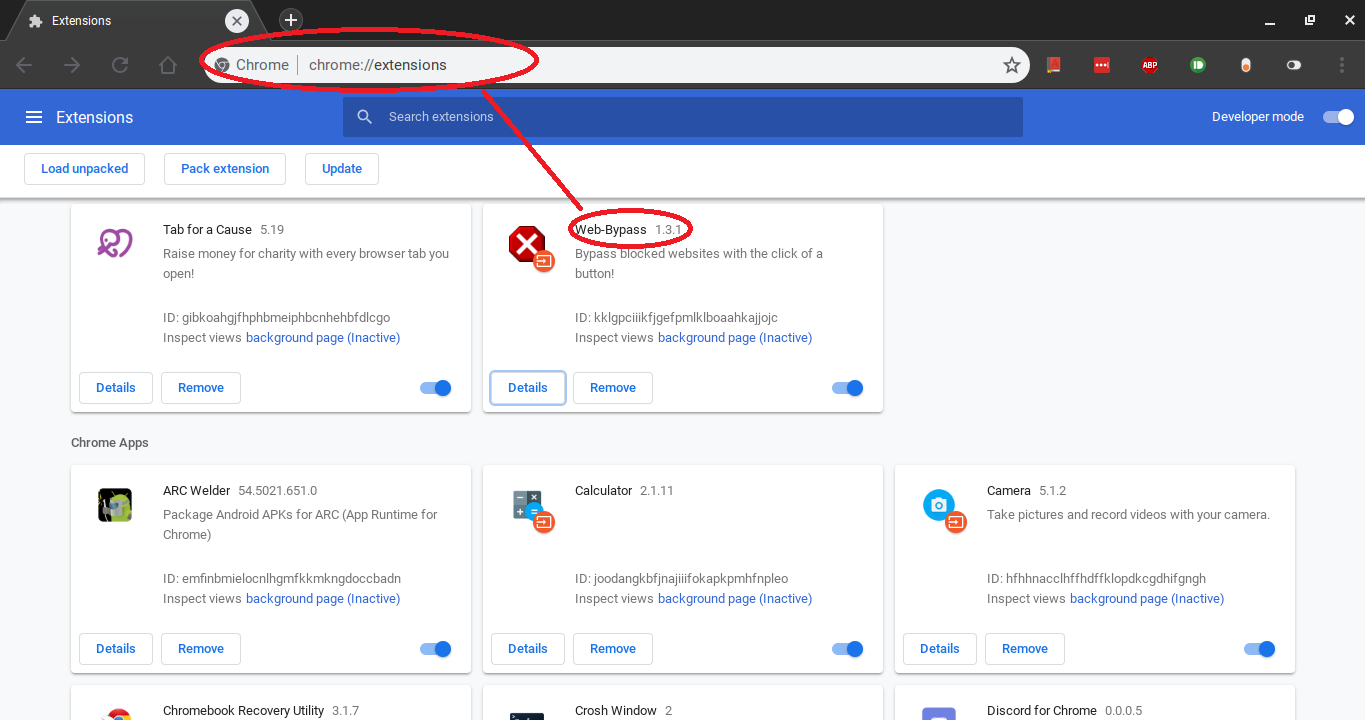 Extensions
Chrome chrome://extensions
ABP
Extensions Search extensions Developer mode
Load unpacked Pack extension Update
Tab for a Cause 5.19
Raise money for charity with every browser tab you
open!
ID: gibkoahgjfhphbmeiphbcnhehbfdlcgo
Inspect views background page (Inactive)
Details Remove
Web-Bypass 1.3.1
Bypass blocked websites with the click of a
button!
ID: kklgpciiikfjgefpmlklboaahkajjojc
Inspect views background page (Inactive)
Details Remove
Chrome Apps
ARC Welder 54.5021.651.0
Package Android APKs for ARC (App Runtime for
Chrome)
ID: emfinbmielocnlhgmfkkmkngdoccbadn
Inspect views background page (Inactive)
Details Remove
Calculator 2.1.11
ID: joodangkbfjnajiiifokapkpmhfnpleo
Inspect views background page (Inactive)
Details Remove
Camera 5.1.2
Take pictures and record videos with your camera.
ID: hfhhnacclhffhdffklopdkcgdhifgngh
Inspect views background page (Inactive)
Details Remove
Chromebook Recovery Utility 3.1.7
Crosh Window 2
Discord for Chrome 0.0.0.5